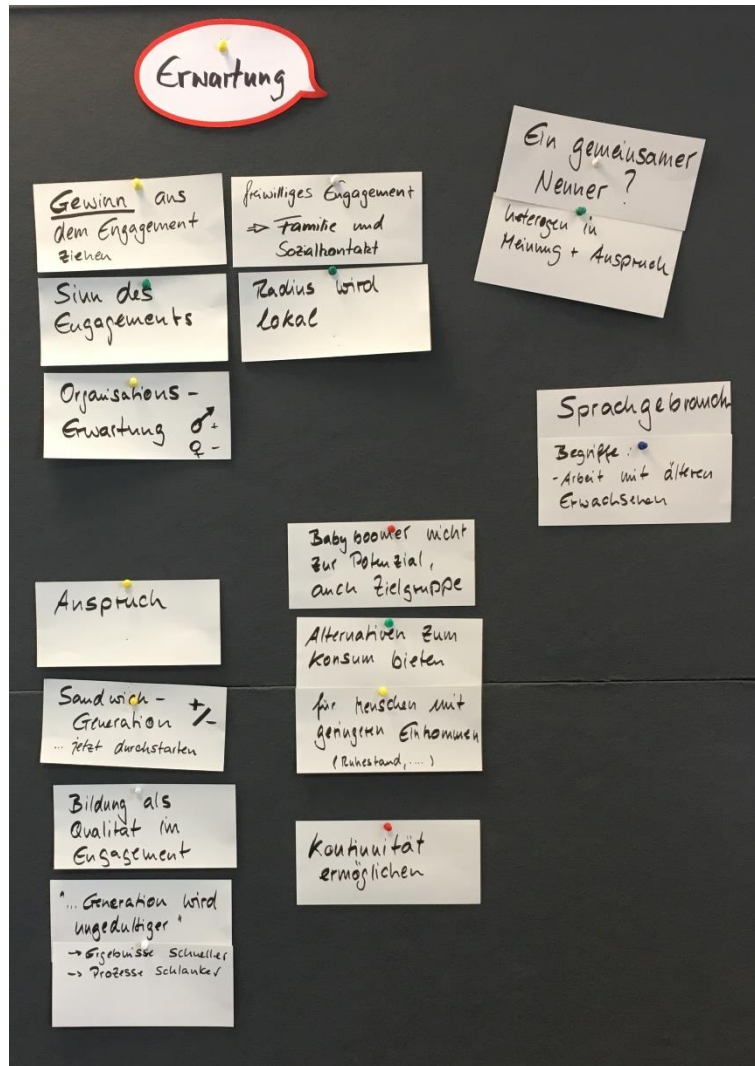 Erwartung
Gewinn aus
dem Engagement
ziehen
freiwilliges Engagement
⇒ Familie und
Sozialkontakt
Ein gemeinsamer
Nenner ?
heterogen in
Meinung + Anspruch
Sinn des
Engagements
Radius wird
lokal
Organisations-
Erwartung ♂ +
♀ -
Sprachgebrauch
Begriffe :
- Arbeit mit älteren
Erwachsenen
Babyboomer nicht
zur Potenzial,
auch Zielgruppe
Anspruch
Alternativen zum
Konsum bieten
für Menschen mit
geringeren Einkommen
(Ruhestand, ....)
Sandwich-
Generation +/-
... jetzt durchstarten
Bildung als
Qualität im
Engagement
Kontinuität
ermöglichen
"... Generation wird
ungedultiger"
→ Ergebnisse schneller
→ Prozesse schlanker